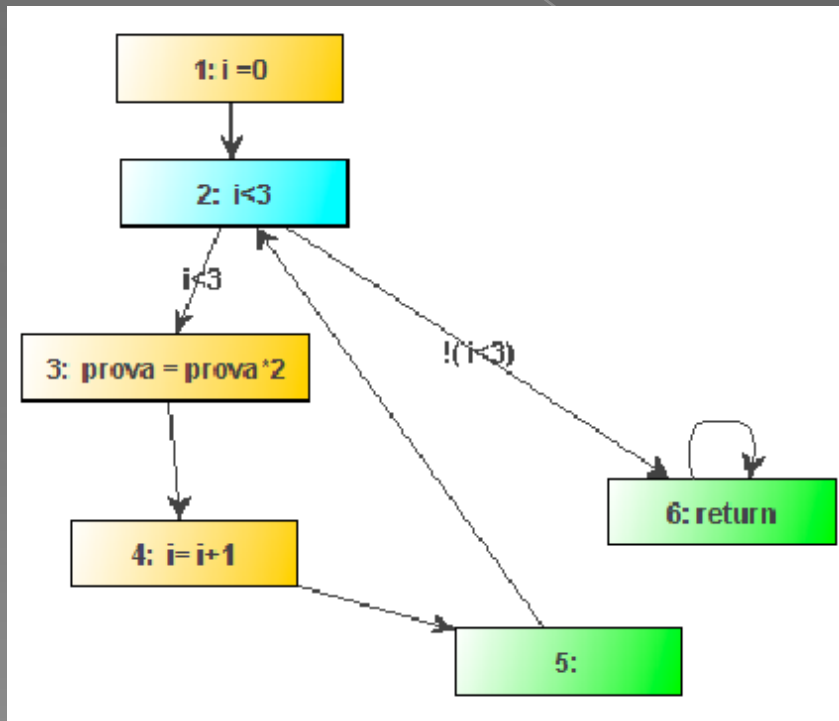 1: i =0
2: i<3
i<3
3: prova = prova*2
!( i<3)
6: return
4: i= i+1
5: